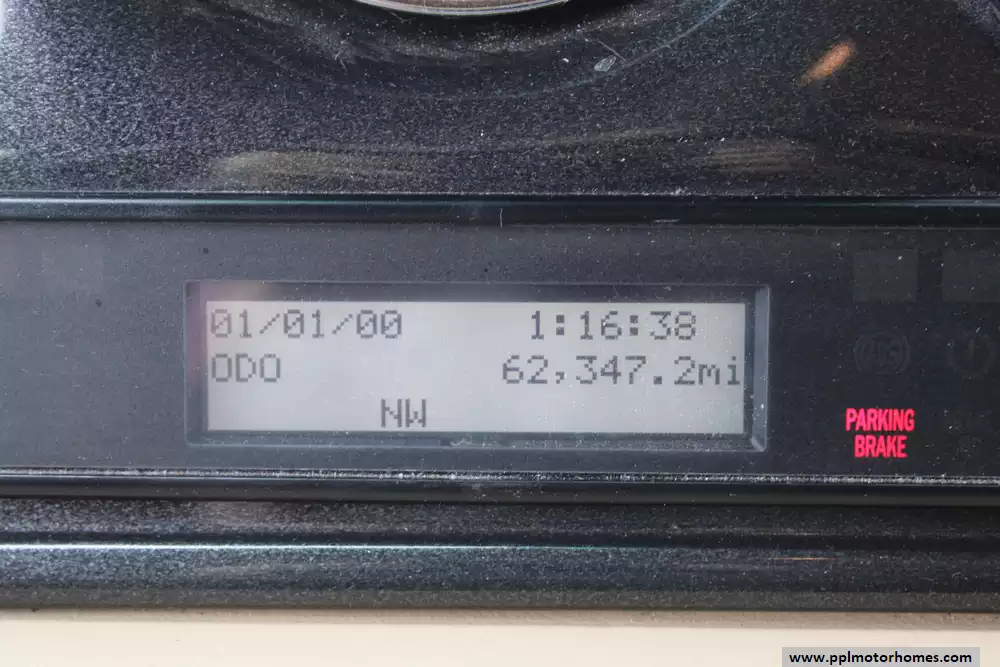 01/01/00 1:16:38
ODO 62,347.2mi
NW
PARKING
BRAKE
www.pplmotorhomes.com